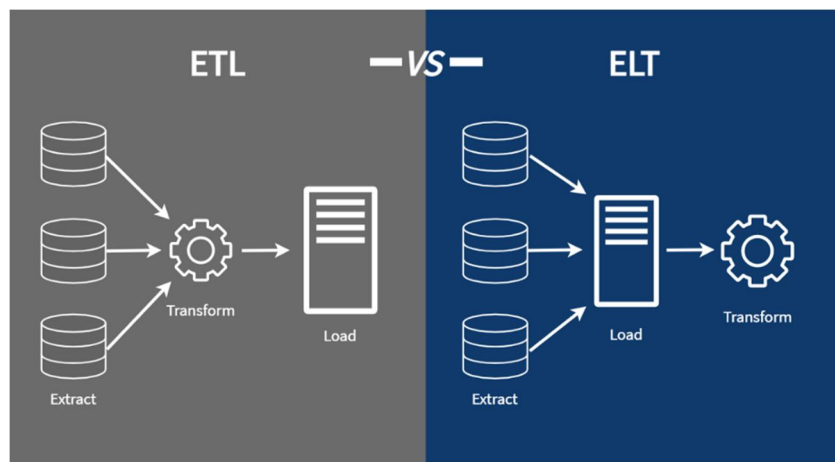 ETL
VS
ELT
Transform
Load
Extract
Load
Transform
Extract